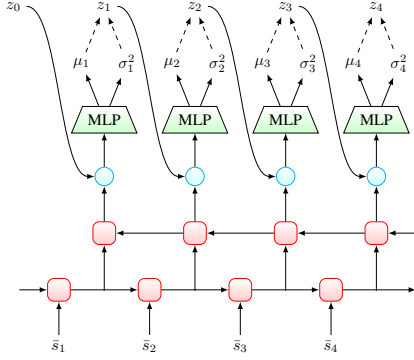 z₀ z₁ z₂ z₃ z₄
μ₁ σ₁² μ₂ σ₂² μ₃ σ₃² μ₄ σ₄²
MLP MLP MLP MLP
s̄₁ s̄₂ s̄₃ s̄₄